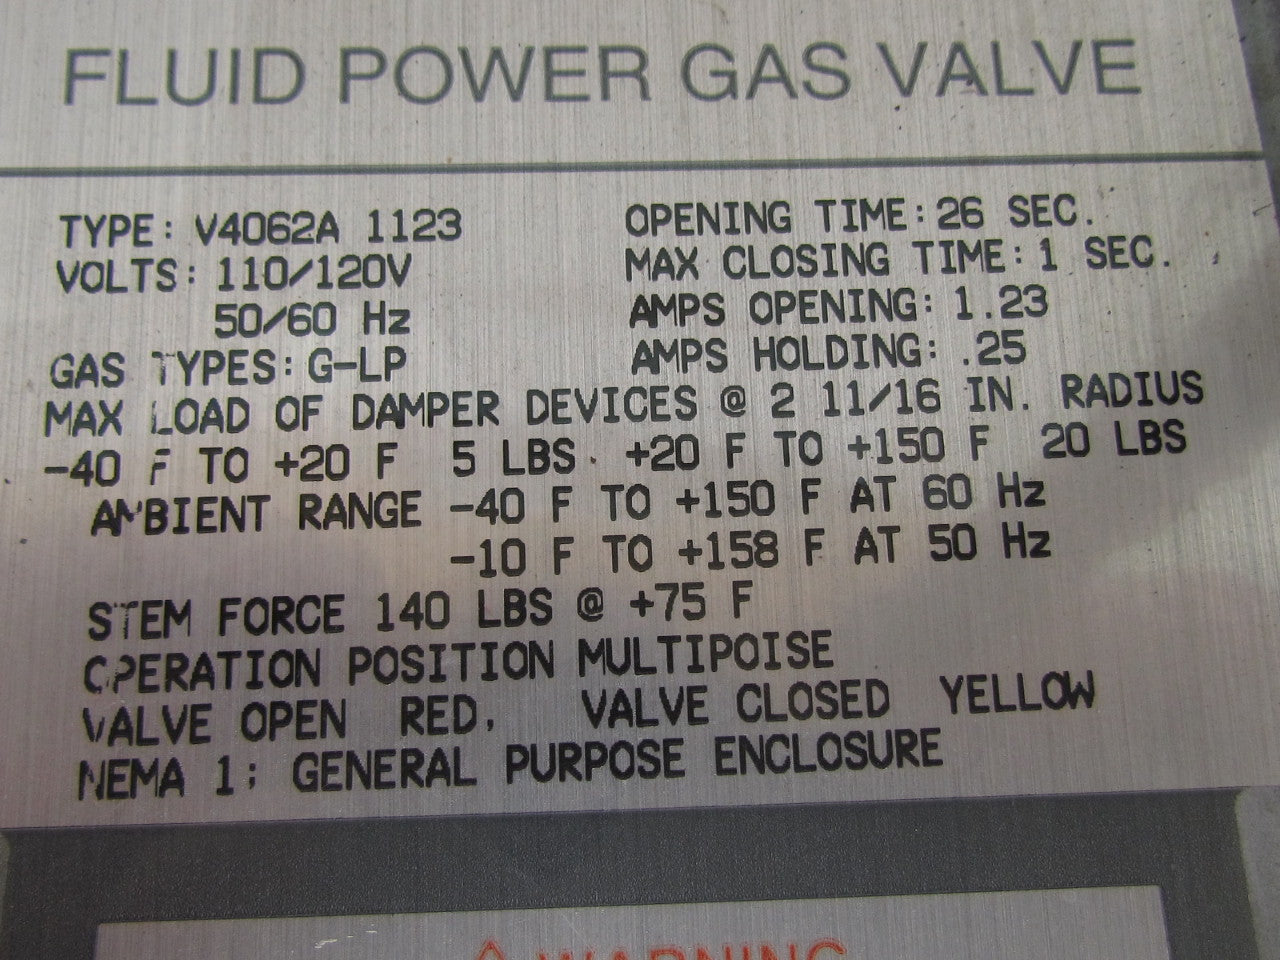 FLUID POWER GAS VALVE
TYPE: V4062A 1123
VOLTS: 110/120V
50/60 Hz
GAS TYPES: G-LP
OPENING TIME: 26 SEC.
MAX CLOSING TIME: 1 SEC.
AMPS OPENING: 1.23
AMPS HOLDING: .25
MAX LOAD OF DAMPER DEVICES @ 2 11/16 IN. RADIUS
-40 F TO +20 F 5 LBS. +20 F TO +150 F 20 LBS
AMBIENT RANGE -40 F TO +150 F AT 60 Hz
-10 F TO +158 F AT 50 Hz
STEM FORCE 140 LBS @ +75 F
OPERATION POSITION MULTIPOISE
VALVE OPEN RED, VALVE CLOSED YELLOW
NEMA 1: GENERAL PURPOSE ENCLOSURE
WARNING